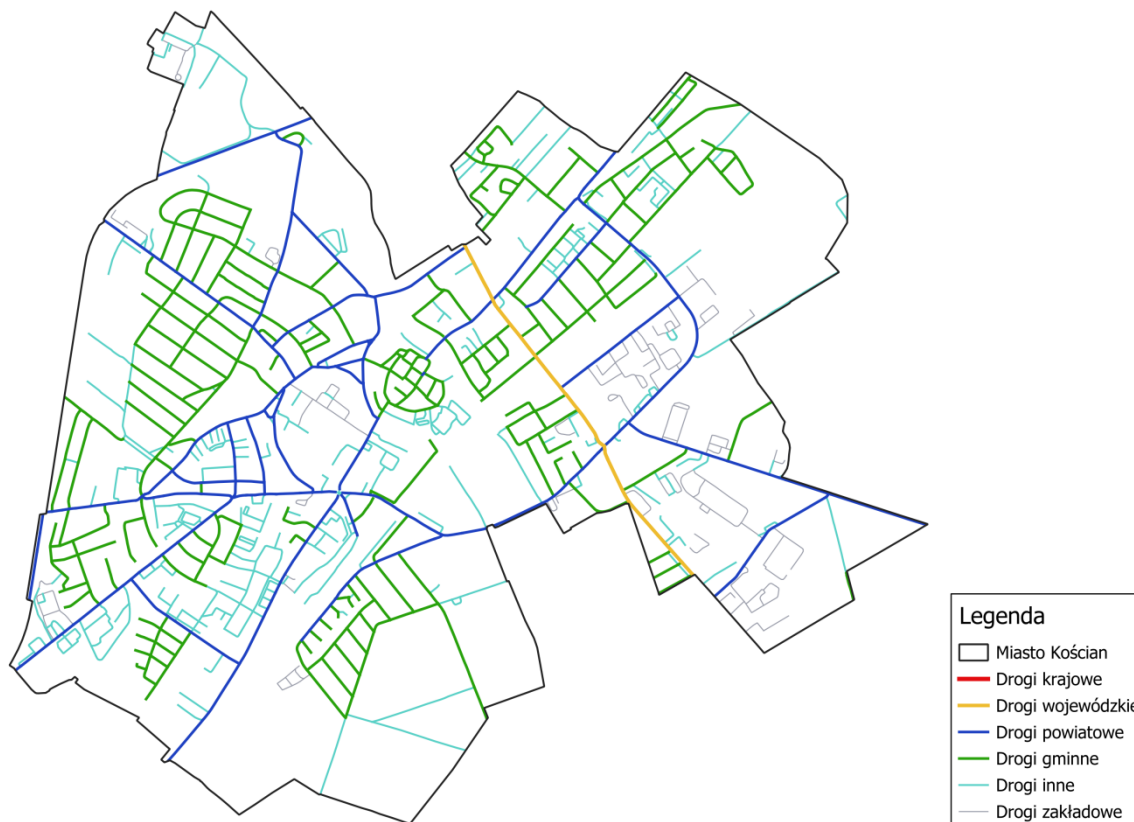 Legenda
Miasto Kościan
Drogi krajowe
Drogi wojewódzkie
Drogi powiatowe
Drogi gminne
Drogi inne
Drogi zakładowe